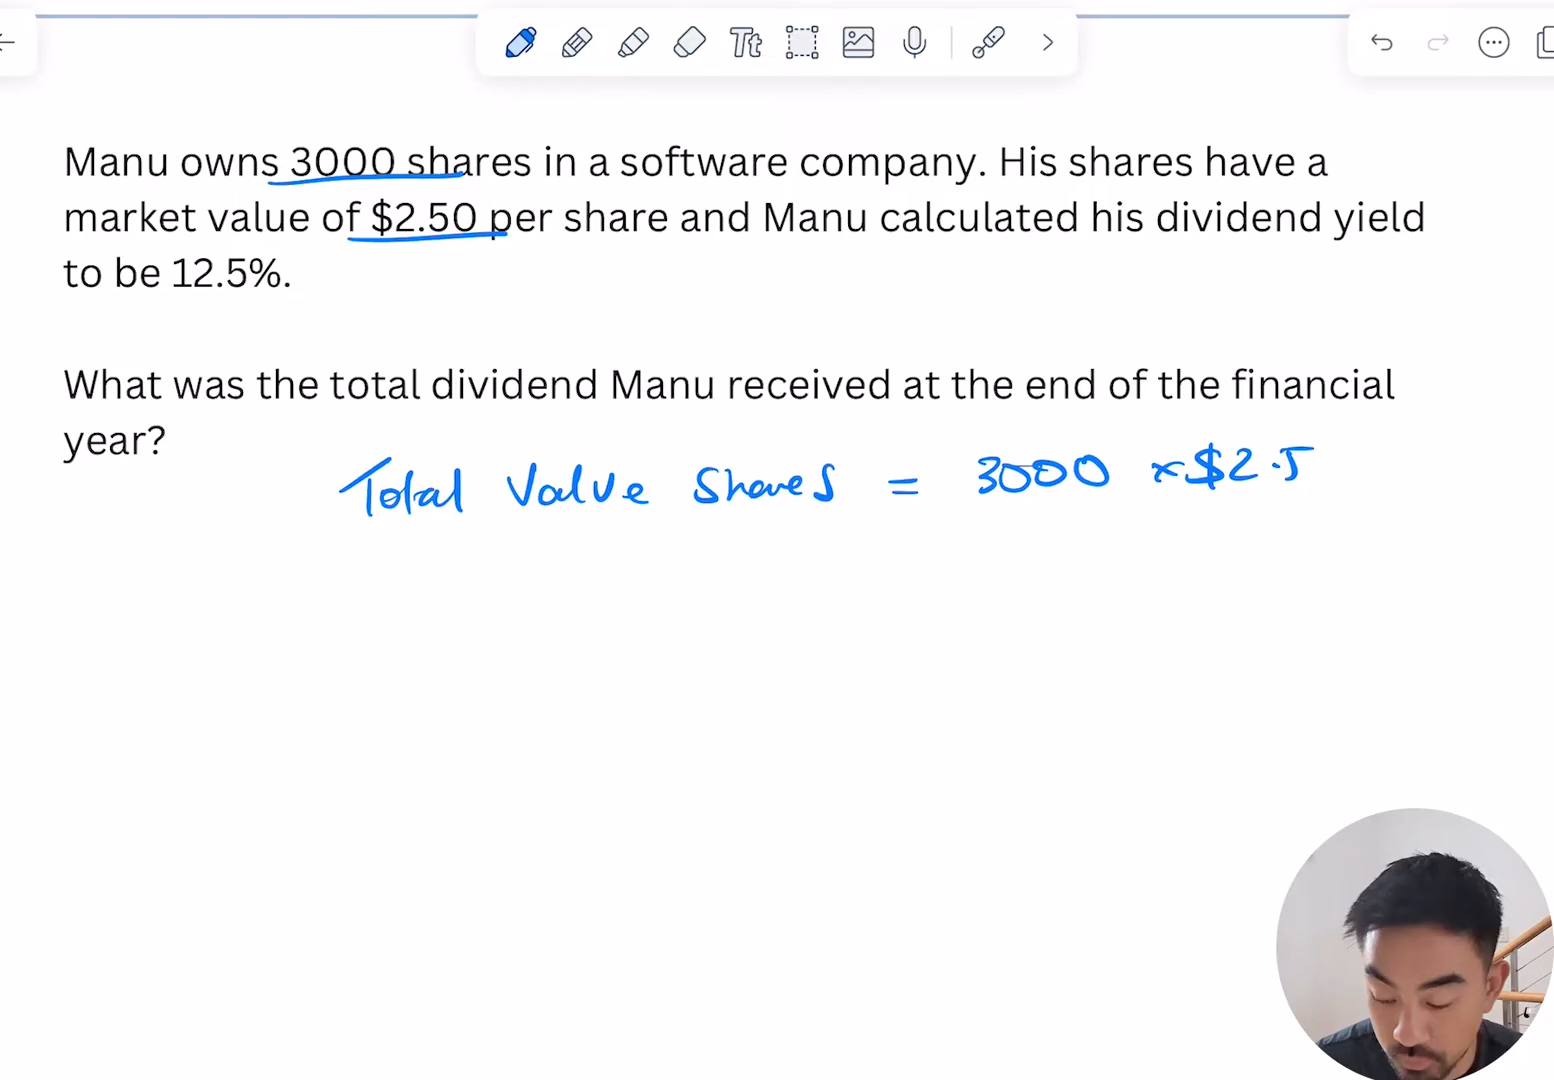 Tt
Manu owns 3000 shares in a software company. His shares have a
market value of $2.50 per share and Manu calculated his dividend yield
to be 12.5%.
What was the total dividend Manu received at the end of the financial
year?
Total Value Shares = 3000 × $2.5